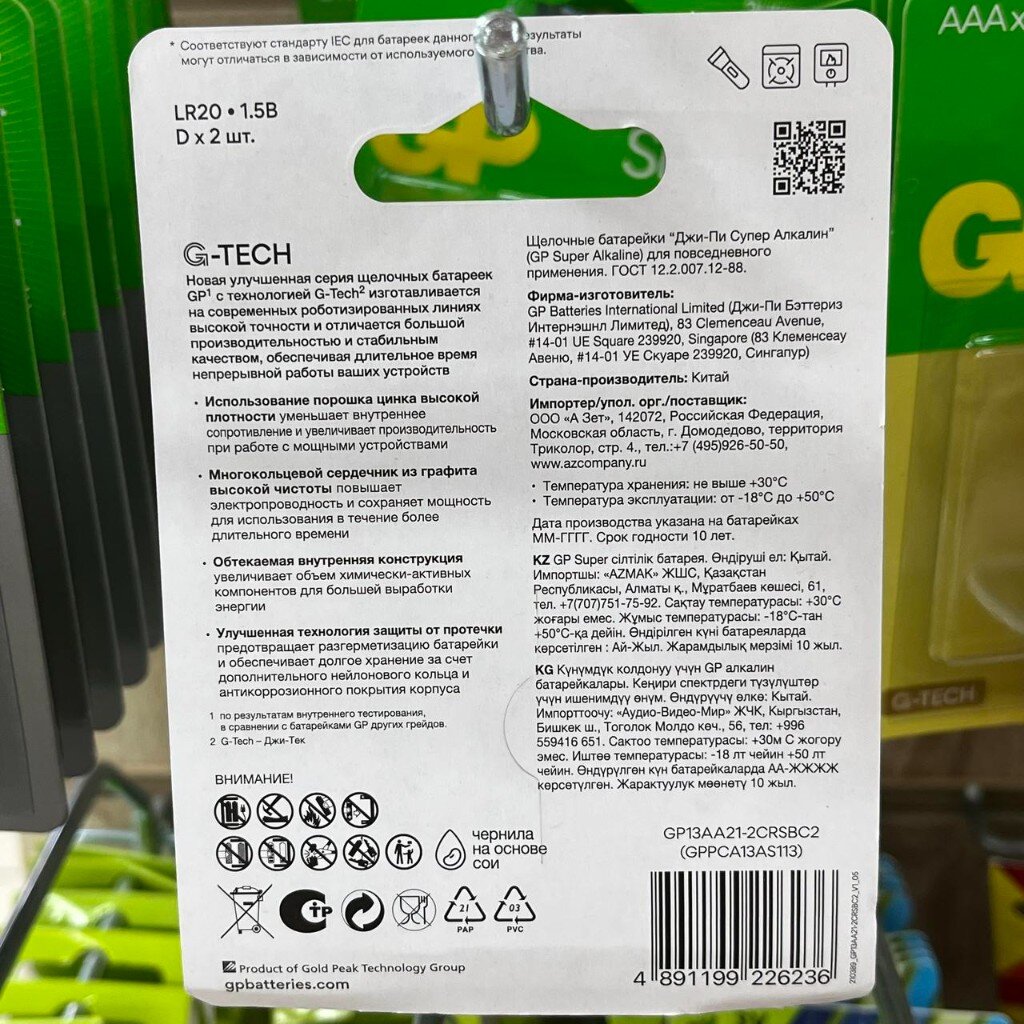 * Соответствуют стандарту IEC для батареек данног
зультаты
могут отличаться в зависимости от используемого
тва.
LR20 • 1.5В
D x 2 шт.
GP
S
AAAx
G
G-TECH
Новая улучшенная серия щелочных батареек
GP¹ с технологией G-Tech² изготавливается
на современных роботизированных линиях
высокой точности и отличается большой
производительностью и стабильным
качеством, обеспечивая длительное время
непрерывной работы ваших устройств
• Использование порошка цинка высокой
плотности уменьшает внутреннее
сопротивление и увеличивает производительность
при работе с мощными устройствами
• Многокольцевой сердечник из графита
высокой чистоты повышает
электропроводность и сохраняет мощность
для использования в течение более
длительного времени
• Обтекаемая внутренняя конструкция
увеличивает объем химически-активных
компонентов для большей выработки
энергии
• Улучшенная технология защиты от протечки
предотвращает разгерметизацию батарейки
и обеспечивает долгое хранение за счет
дополнительного нейлонового кольца и
антикоррозионного покрытия корпуса
1 по результатам внутреннего тестирования,
в сравнении с батарейками GP других грейдов.
2 G-Tech – Джи-Тек
ВНИМАНИЕ!
чернила
на основе
сои
21
PAP
03
PVC
Product of Gold Peak Technology Group
gpbatteries.com
Щелочные батарейки “Джи-Пи Супер Алкалин”
(GP Super Alkaline) для повседневного
применения. ГОСТ 12.2.007.12-88.
Фирма-изготовитель:
GP Batteries International Limited (Джи-Пи Бэттериз
Интернэшнл Лимитед), 83 Clemenceau Avenue,
#14-01 UE Square 239920, Singapore (83 Клеменсеау
Авеню, #14-01 УЕ Скуаре 239920, Сингапур)
Страна-производитель: Китай
Импортер/упол. орг./поставщик:
ООО «А Зет», 142072, Российская Федерация,
Московская область, г. Домодедово, территория
Триколор, стр. 4., тел.:+7 (495)926-50-50,
www.azcompany.ru
• Температура хранения: не выше +30°C
• Температура эксплуатации: от -18°C до +50°C
Дата производства указана на батарейках
ММ-ГГГГ. Срок годности 10 лет.
KZ GP Super сілтілік батарея. Өндіруші ел: Қытай.
Импортшы: «AZMAK» ЖШС, Қазақстан
Республикасы, Алматы қ., Мұратбаев көшесі, 61,
тел. +7(707)751-75-92. Сақтау температурасы: +30°C
жоғары емес. Жұмыс температурасы: -18°C-тан
+50°C-қа дейін. Өндірілген күні батареяларда
көрсетілген : Ай-Жыл. Жарамдылық мерзімі 10 жыл.
KG Күнүмдүк колдонуу үчүн GP алкалин
батарейкалары. Кеңири спектрдеги түзүлүштөр
үчүн ишенимдүү өнүм. Өндүрүүчү өлкө: Кытай.
Импорттоочу: «Аудио-Видео-Мир» ЖЧК, Кыргызстан,
Бишкек ш., Тоголок Молдо көч., 56, тел: +996
559416 651. Сактоо температурасы: +30м С жогору
эмес. Иштөө температурасы: -18 лт чейин +50 лт
чейин. Өндүрүлгөн күн батарейкаларда АА-ЖЖЖЖ
көрсөтүлгөн. Жарактуулук мөөнөтү 10 жыл.
GP13AA21-2CRSBC2
(GPPCA13AS113)
4 891199 226236
210389_GP13AA21-2CRSBC2_V1_05
G-TECH